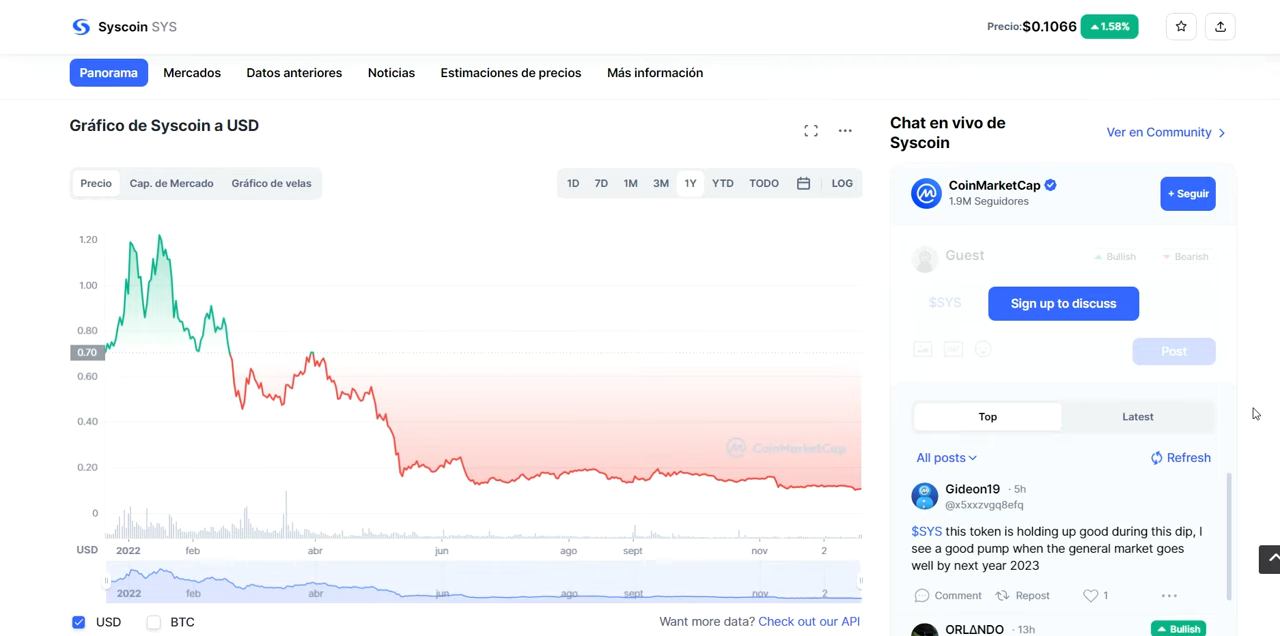 Syscoin SYS
Precio:$0.1066 1.58%
Panorama Mercados Datos anteriores Noticias Estimaciones de precios Más información
Gráfico de Syscoin a USD
Precio Cap. de Mercado Gráfico de velas
1D 7D 1M 3M 1Y YTD TODO LOG
1.20
1.00
0.80
0.70
0.60
0.40
0.20
0
CoinMarketCap
USD 2022 feb abr jun ago sept nov 2
2022 feb abr jun ago sept nov 2
USD BTC
Want more data? Check out our API
Chat en vivo de
Syscoin
Ver en Community
CoinMarketCap
1.9M Seguidores
+ Seguir
Guest
Bullish Bearish
$SYS
Sign up to discuss
Post
Top Latest
All posts Refresh
Gideon19 · 5h
@x5xxzvgq8efq
$SYS this token is holding up good during this dip, I
see a good pump when the general market goes
well by next year 2023
Comment Repost 1
ORLΔNDO · 13h
Bullish